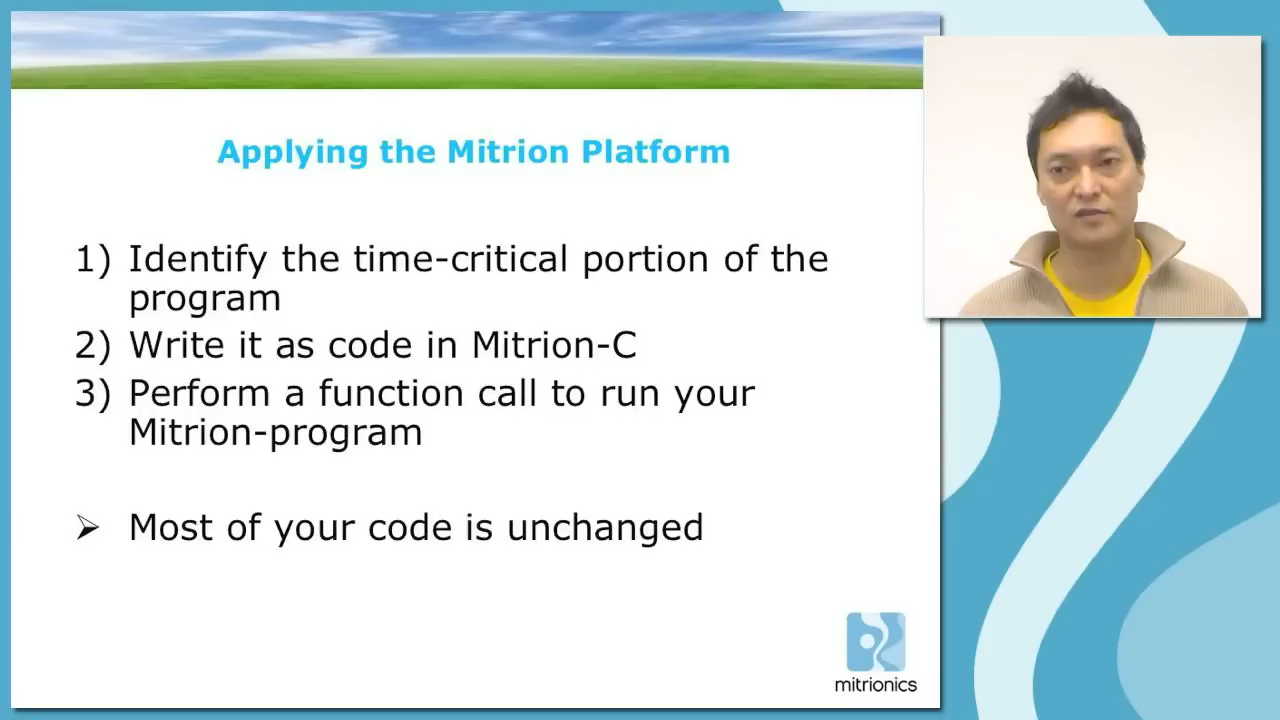 Applying the Mitrion Platform
1) Identify the time-critical portion of the
program
2) Write it as code in Mitrion-C
3) Perform a function call to run your
Mitrion-program
➢ Most of your code is unchanged
mitrionics